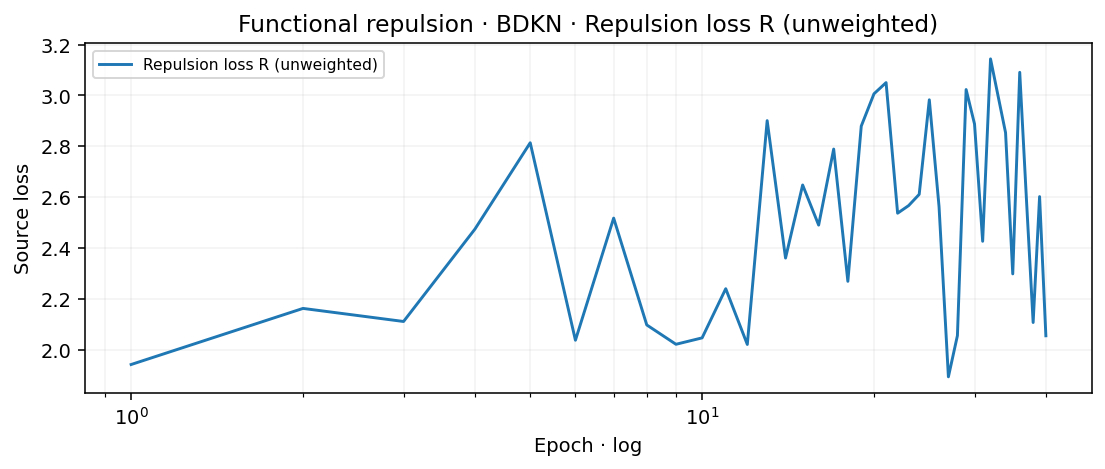 Functional repulsion · BDKN · Repulsion loss R (unweighted)
Repulsion loss R (unweighted)
Source loss
3.2
3.0
2.8
2.6
2.4
2.2
2.0
10⁰
10¹
Epoch · log